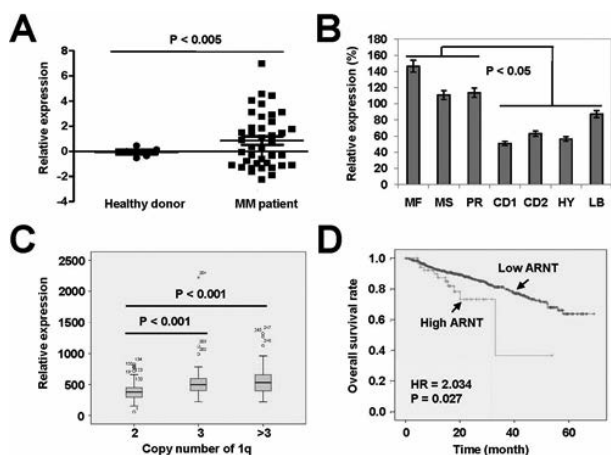 A
P < 0.005
Relative expression
8
6
4
2
0
-2
-4
Healthy donor
MM patient
B
Relative expression (%)
180
160
140
120
100
80
60
40
20
0
P < 0.05
MF MS PR CD1 CD2 HY LB
C
Relative expression
2500
2000
1500
1000
500
0
P < 0.001
P < 0.001
2 3 >3
Copy number of 1q
D
Overall survival rate
1.0
0.8
0.6
0.4
0.2
0.0
Low ARNT
High ARNT
HR = 2.034
P = 0.027
0 20 40 60
Time (month)